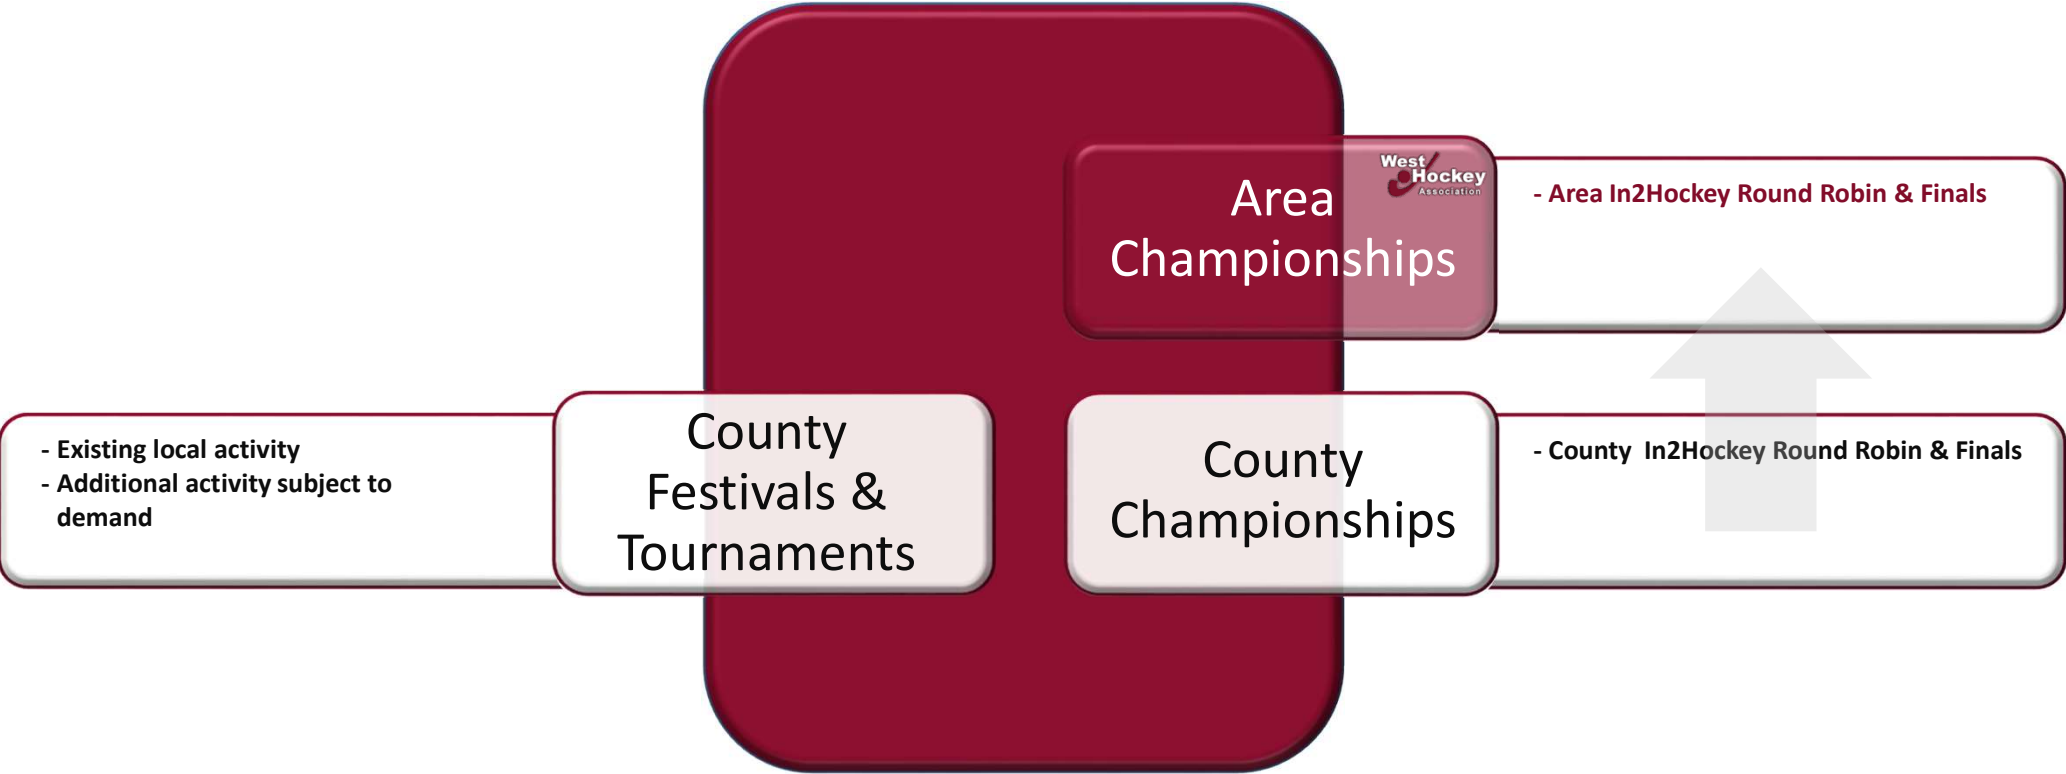 West
Hockey
Association
Area
Championships
- Area In2Hockey Round Robin & Finals
- Existing local activity
- Additional activity subject to
demand
County
Festivals &
Tournaments
County
Championships
- County  In2Hockey Round Robin & Finals